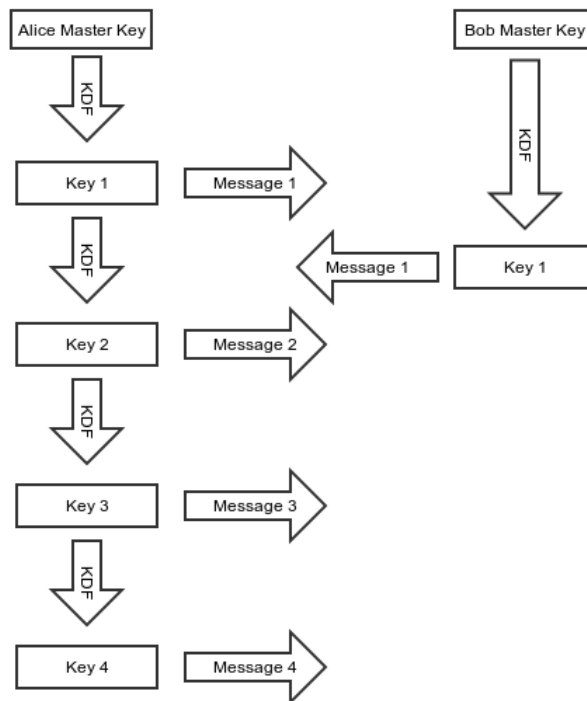 Alice Master Key
Bob Master Key
KDF
KDF
Key 1
Message 1
KDF
Message 1
Key 1
Key 2
Message 2
KDF
Key 3
Message 3
KDF
Key 4
Message 4